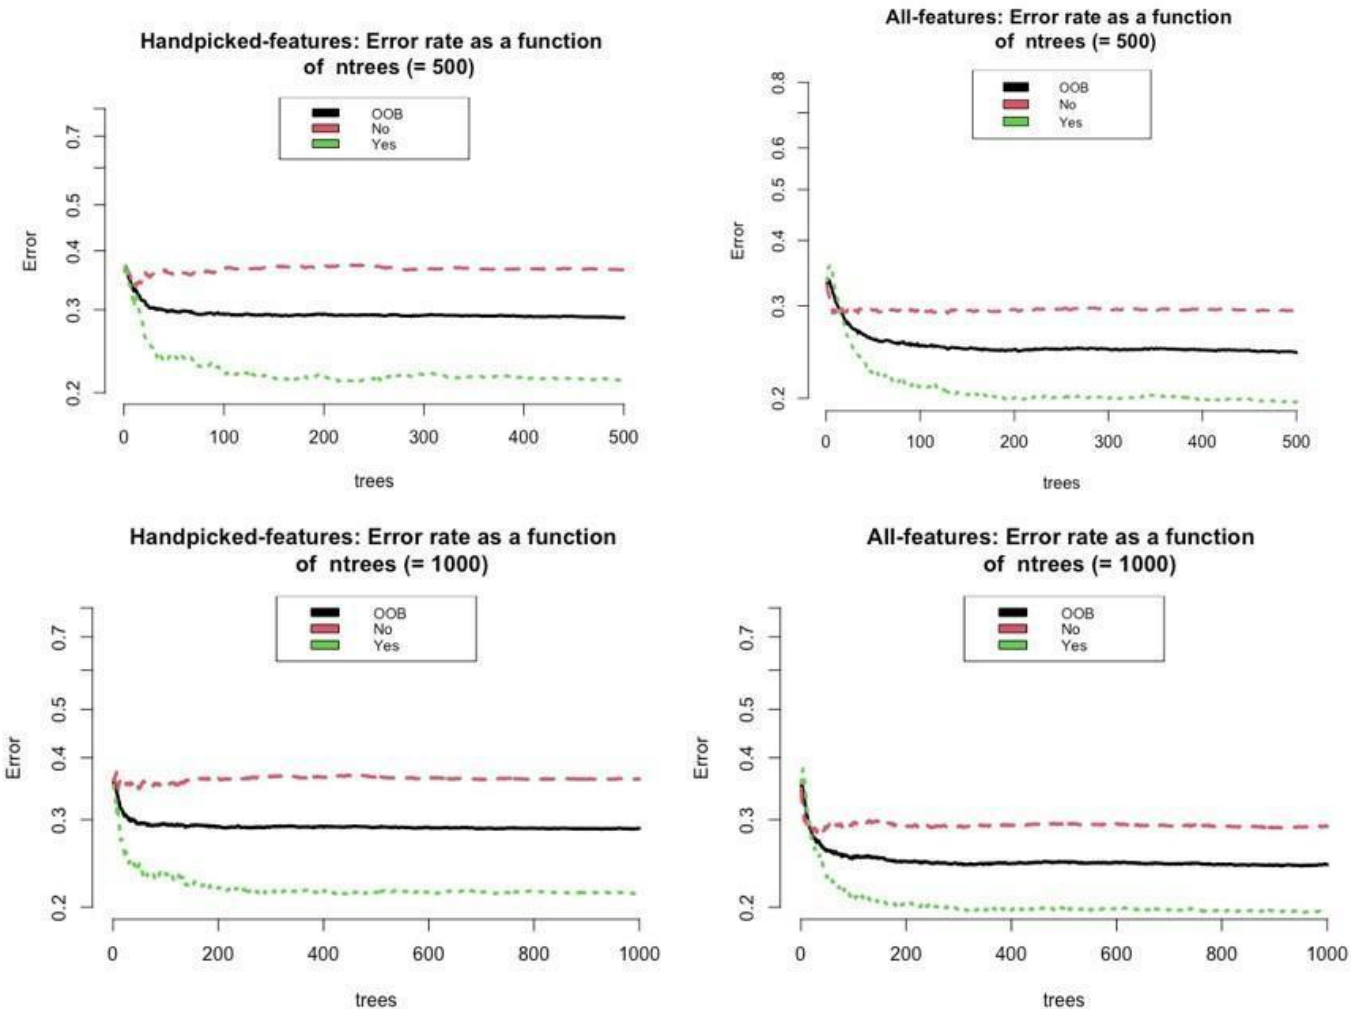 Handpicked-features: Error rate as a function
of ntrees (= 500)
OOB
No
Yes
Error
0.7
0.5
0.4
0.3
0.2
0 100 200 300 400 500
trees
All-features: Error rate as a function
of ntrees (= 500)
OOB
No
Yes
Error
0.8
0.6
0.5
0.4
0.3
0.2
0 100 200 300 400 500
trees
Handpicked-features: Error rate as a function
of ntrees (= 1000)
OOB
No
Yes
Error
0.7
0.5
0.4
0.3
0.2
0 200 400 600 800 1000
trees
All-features: Error rate as a function
of ntrees (= 1000)
OOB
No
Yes
Error
0.7
0.5
0.4
0.3
0.2
0 200 400 600 800 1000
trees